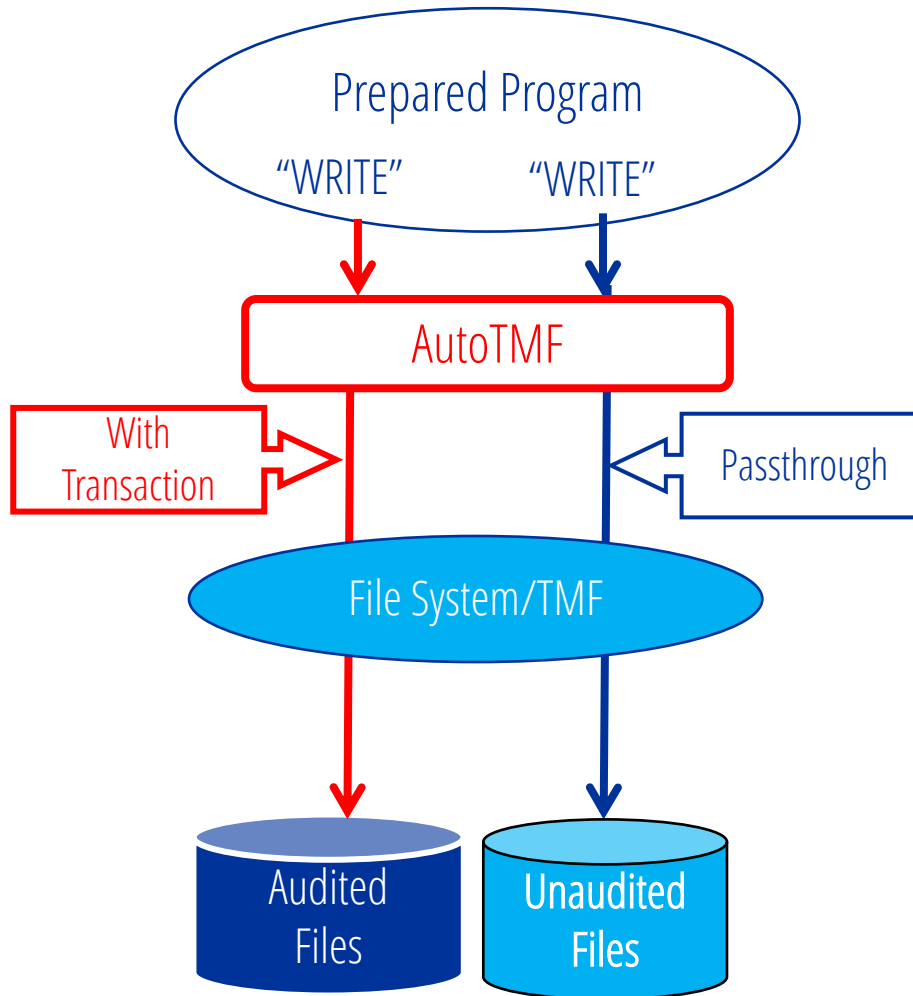 Prepared Program
“WRITE” “WRITE”
AutoTMF
With
Transaction
Passthrough
File System/TMF
Audited
Files
Unaudited
Files